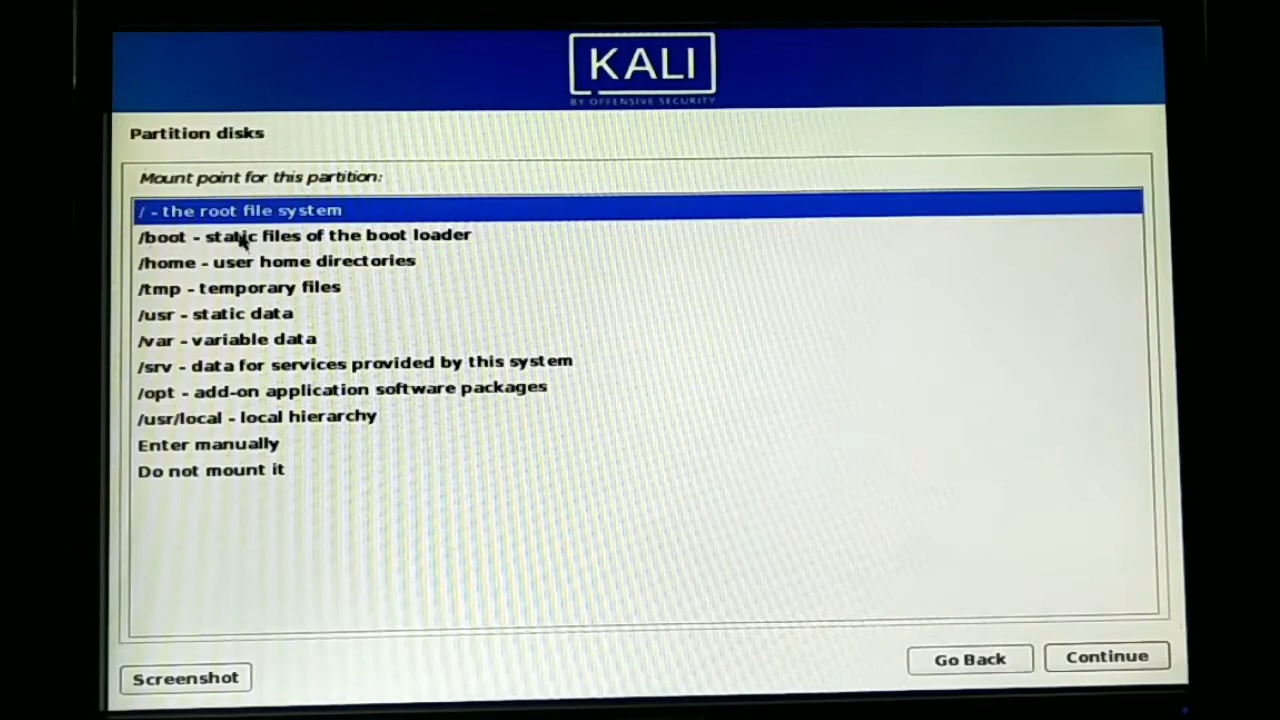 KALI
BY OFFENSIVE SECURITY
Partition disks
Mount point for this partition:
/ - the root file system
/boot - static files of the boot loader
/home - user home directories
/tmp - temporary files
/usr - static data
/var - variable data
/srv - data for services provided by this system
/opt - add-on application software packages
/usr/local - local hierarchy
Enter manually
Do not mount it
Go Back
Continue
Screenshot